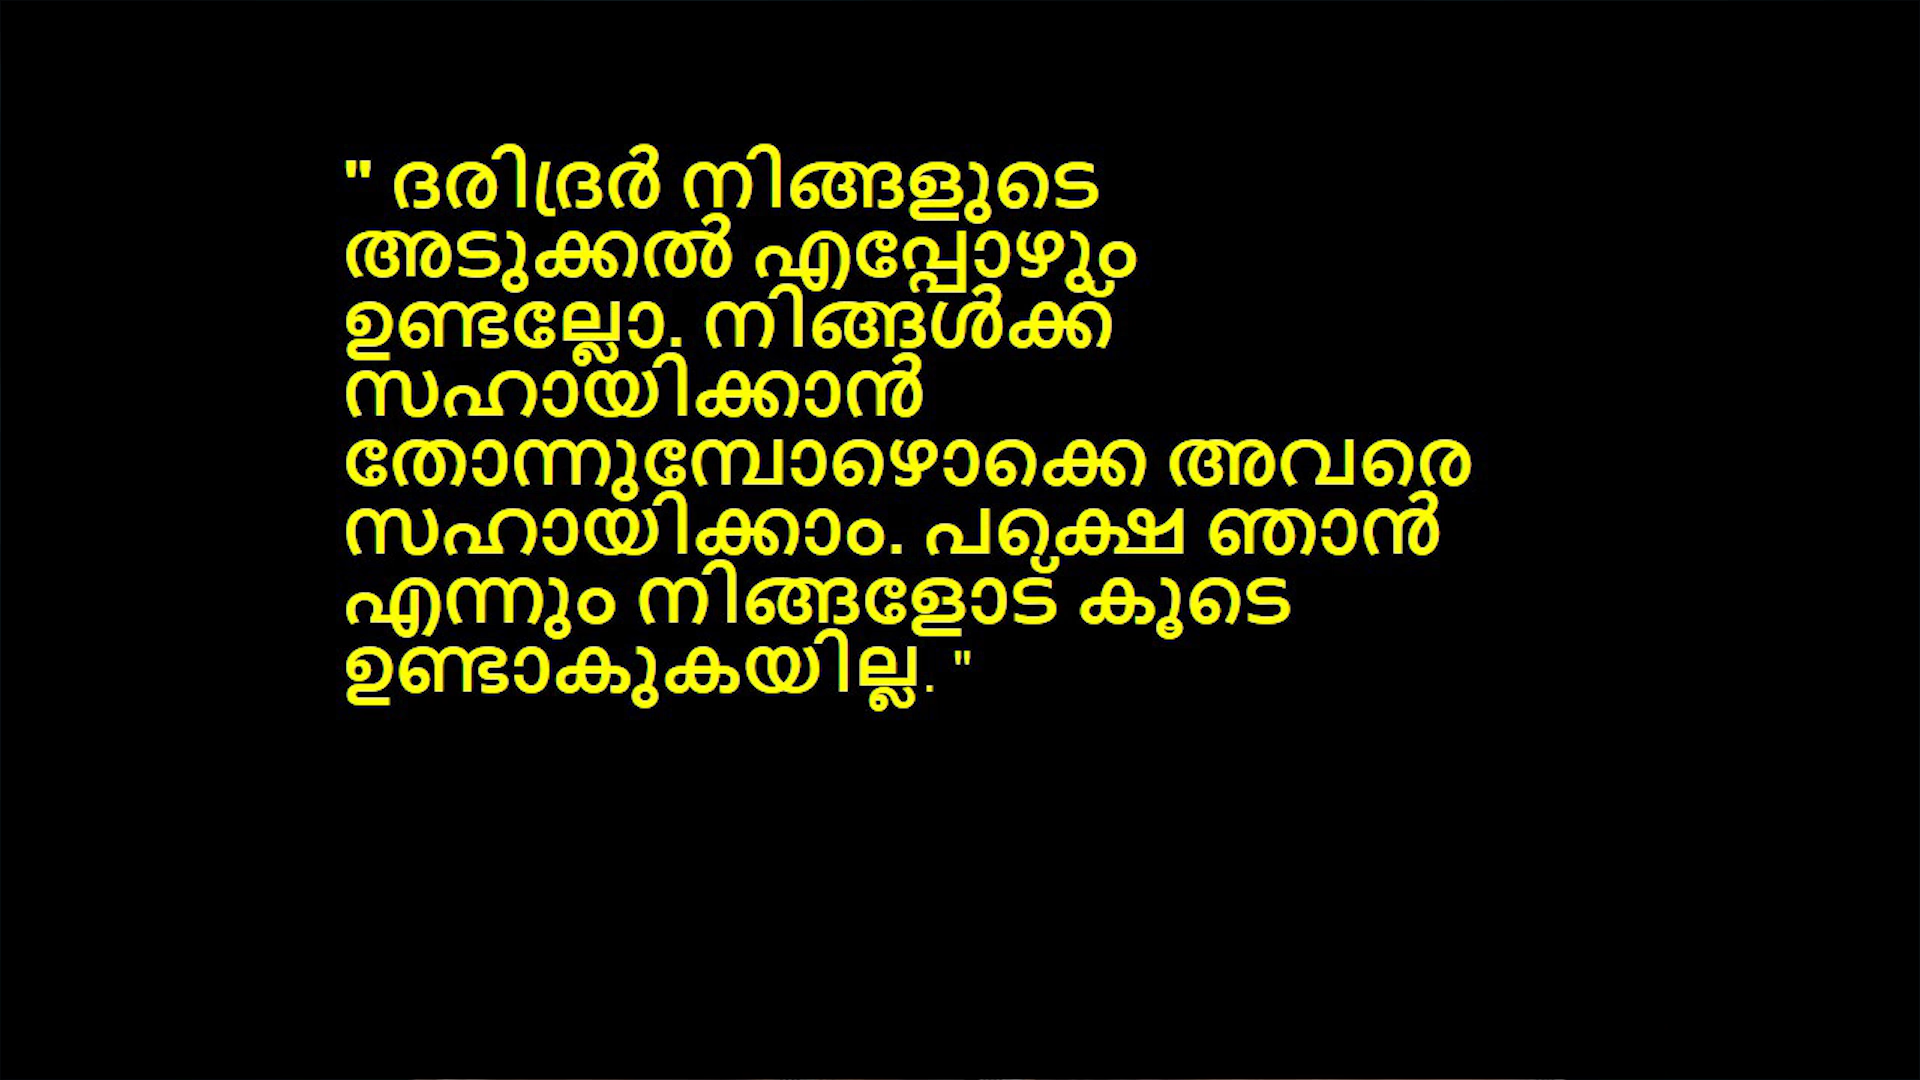 " ദരിദ്രർ നിങ്ങളുടെ
അടുക്കൽ എപ്പോഴും
ഉണ്ടല്ലോ. നിങ്ങൾക്ക്
സഹായിക്കാൻ
തോന്നുമ്പോഴൊക്കെ അവരെ
സഹായിക്കാം. പക്ഷെ ഞാൻ
എന്നും നിങ്ങളോട് കൂടെ
ഉണ്ടാകുകയില്ല. "